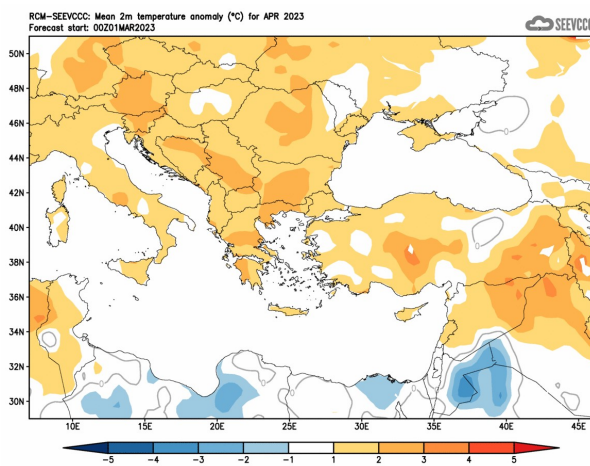 RCM-SEEVCCC: Mean 2m temperature anomaly (°C) for APR 2023
Forecast start: 00Z01MAR2023
SEEVCCC
50N
48N
46N
44N
42N
40N
38N
36N
34N
32N
30N
10E 15E 20E 25E 30E 35E 40E 45E
-5 -4 -3 -2 -1 1 2 3 4 5